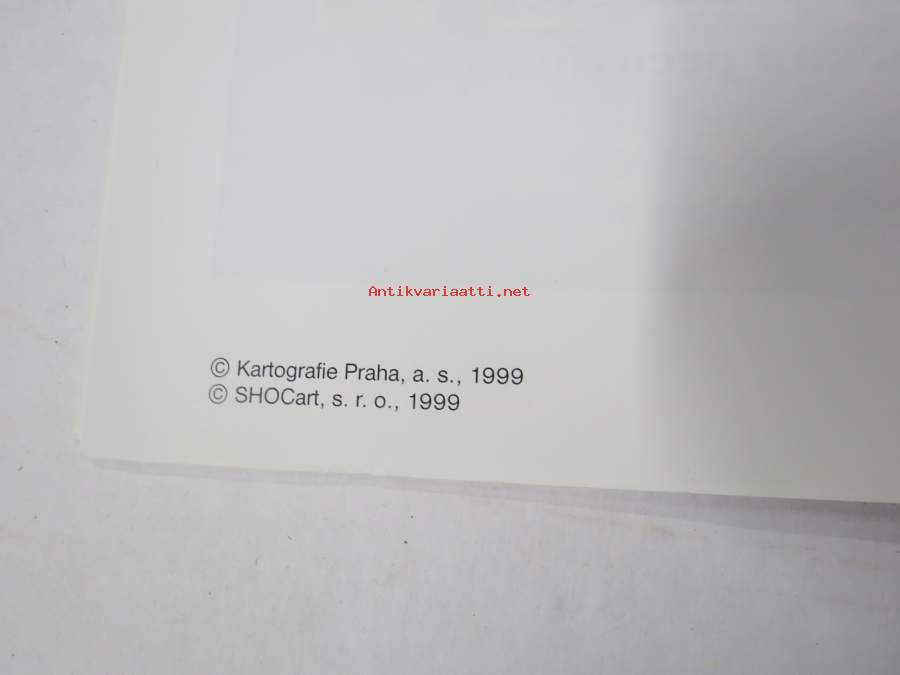 Antikvariaatti.net
© Kartografie Praha, a. s., 1999
© SHOCart, s. r. o., 1999